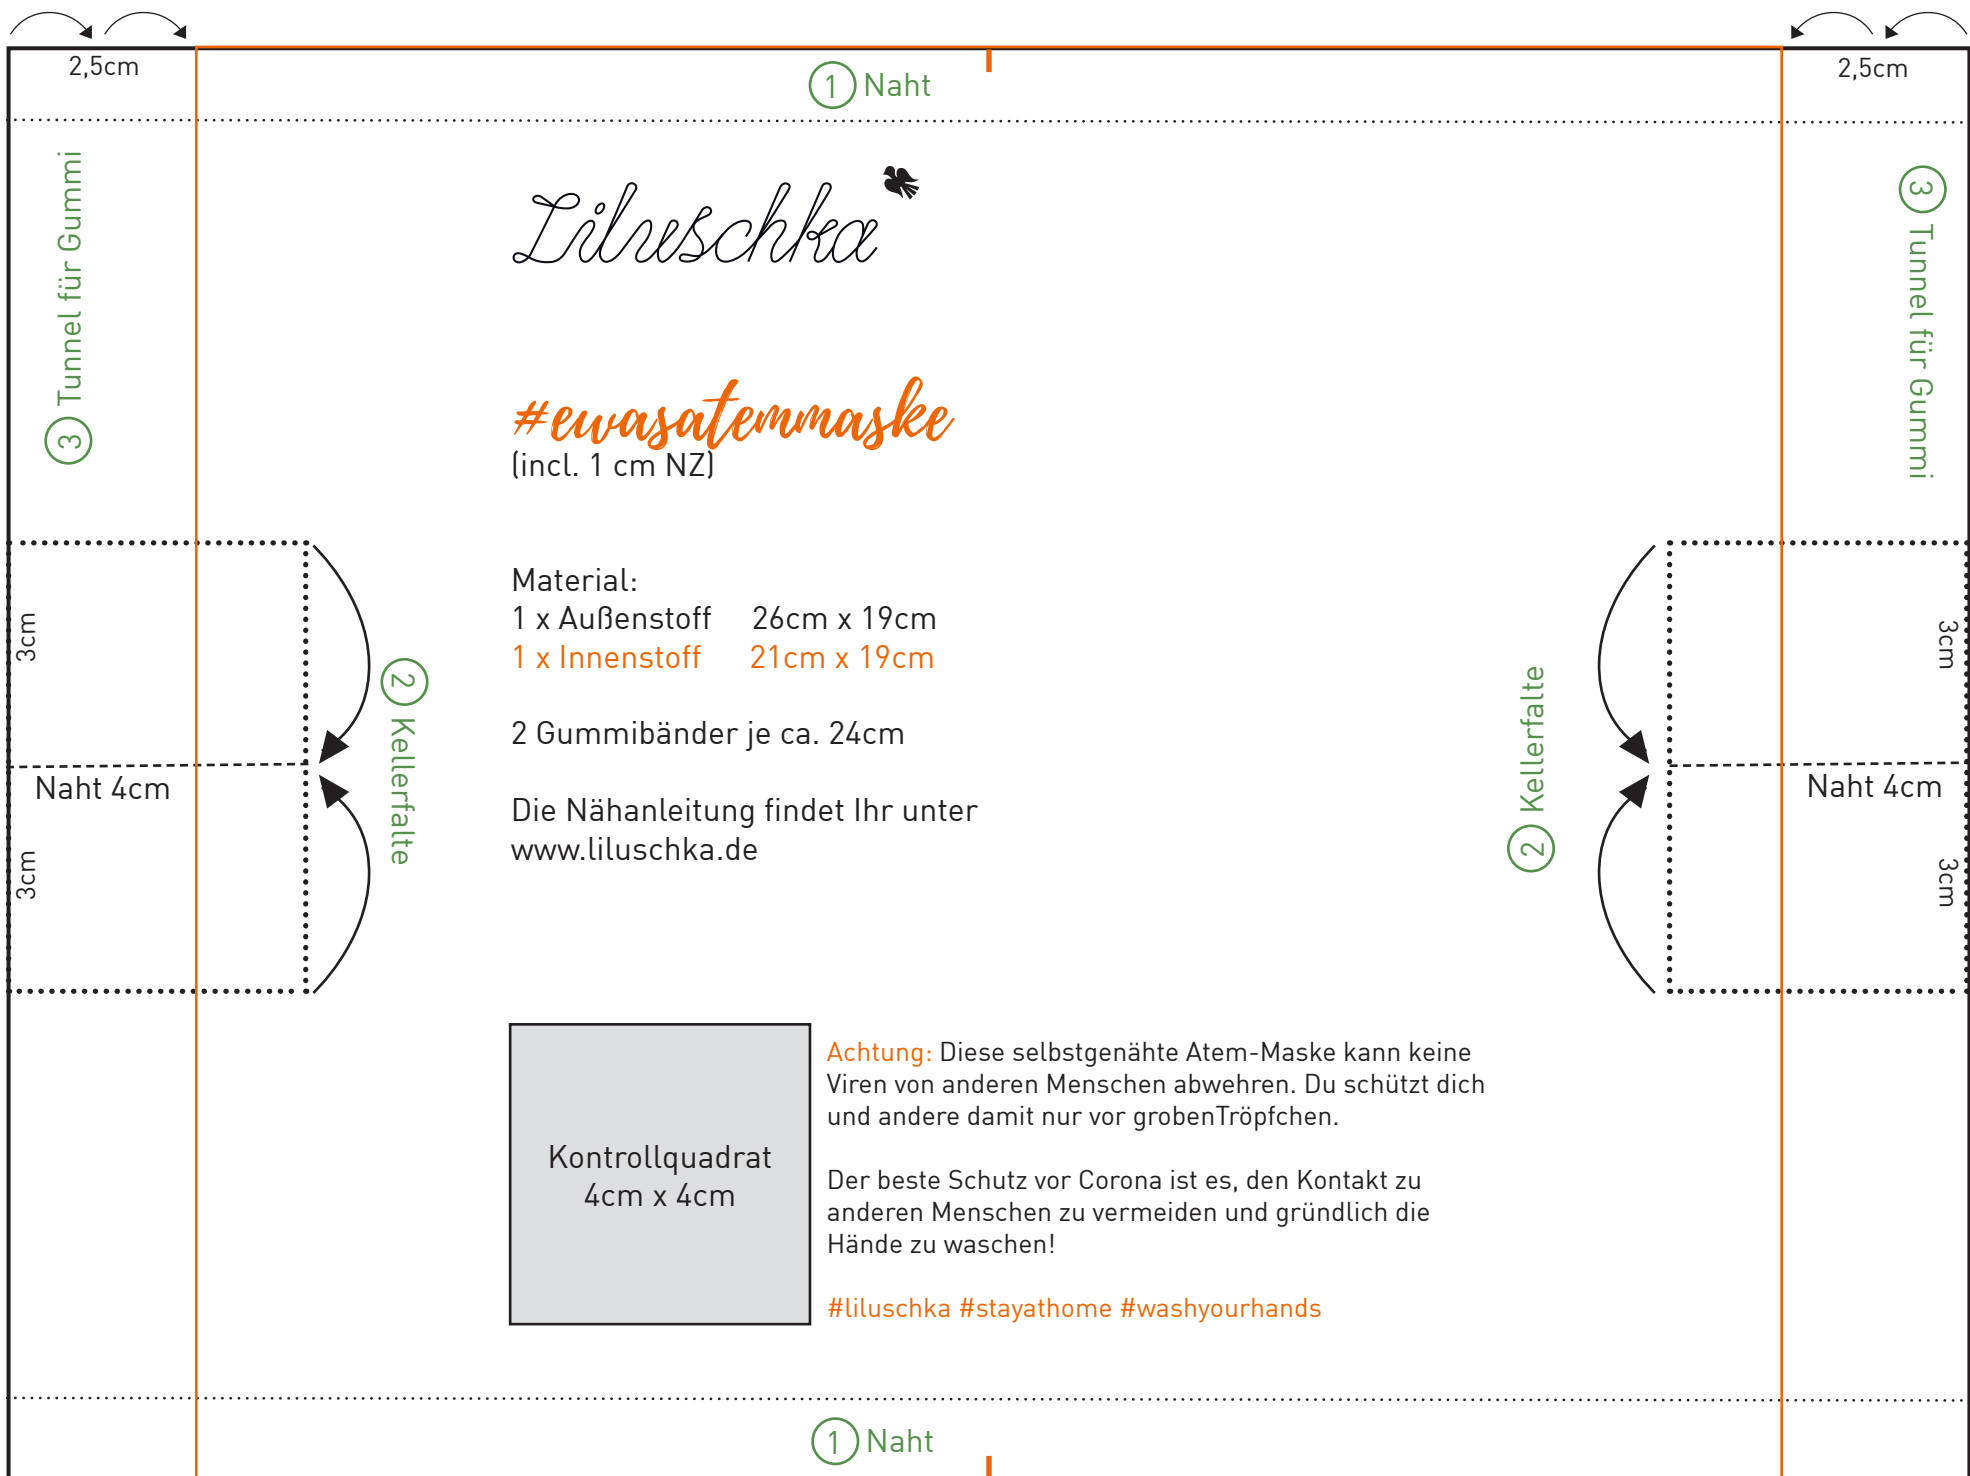 2,5cm
2,5cm
1 Naht
3 Tunnel für Gummi
3 Tunnel für Gummi
Liluschka
#ewasatemmaske
(incl. 1 cm NZ)
Material:
1 x Außenstoff 26cm x 19cm
1 x Innenstoff 21cm x 19cm
2 Gummibänder je ca. 24cm
Die Nähanleitung findet Ihr unter
www.liluschka.de
3cm
Naht 4cm
3cm
2 Kellerfalte
2 Kellerfalte
3cm
Naht 4cm
3cm
Kontrollquadrat
4cm x 4cm
Achtung: Diese selbstgenähte Atem-Maske kann keine
Viren von anderen Menschen abwehren. Du schützt dich
und andere damit nur vor grobenTröpfchen.
Der beste Schutz vor Corona ist es, den Kontakt zu
anderen Menschen zu vermeiden und gründlich die
Hände zu waschen!
#liluschka #stayathome #washyourhands
1 Naht